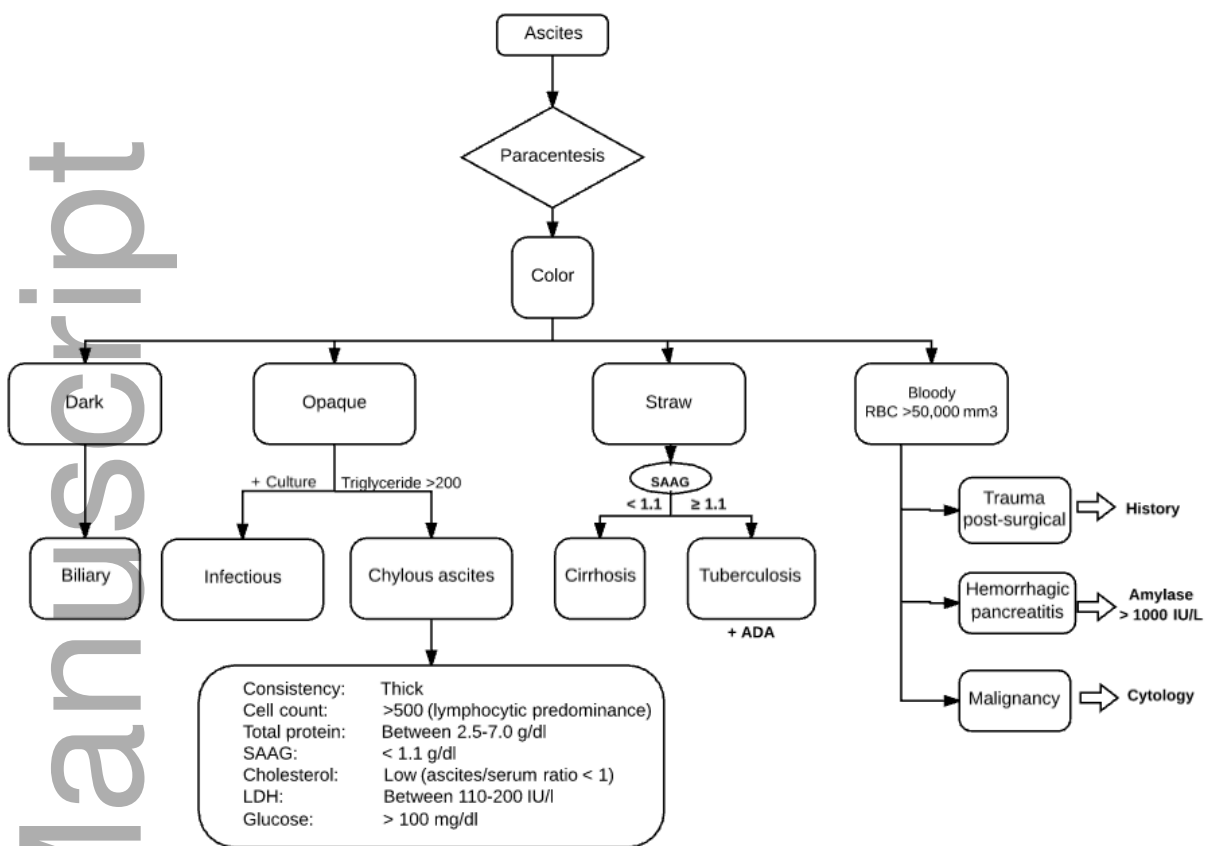 Ascites
Paracentesis
Color
Dark
Opaque
Straw
Bloody
RBC >50,000 mm3
+ Culture
Triglyceride >200
SAAG
< 1.1
≥ 1.1
Biliary
Infectious
Chylous ascites
Cirrhosis
Tuberculosis
+ ADA
Trauma
post-surgical
History
Hemorrhagic
pancreatitis
Amylase
> 1000 IU/L
Malignancy
Cytology
Consistency: Thick
Cell count: >500 (lymphocytic predominance)
Total protein: Between 2.5-7.0 g/dl
SAAG: < 1.1 g/dl
Cholesterol: Low (ascites/serum ratio < 1)
LDH: Between 110-200 IU/l
Glucose: > 100 mg/dl
Manuscript